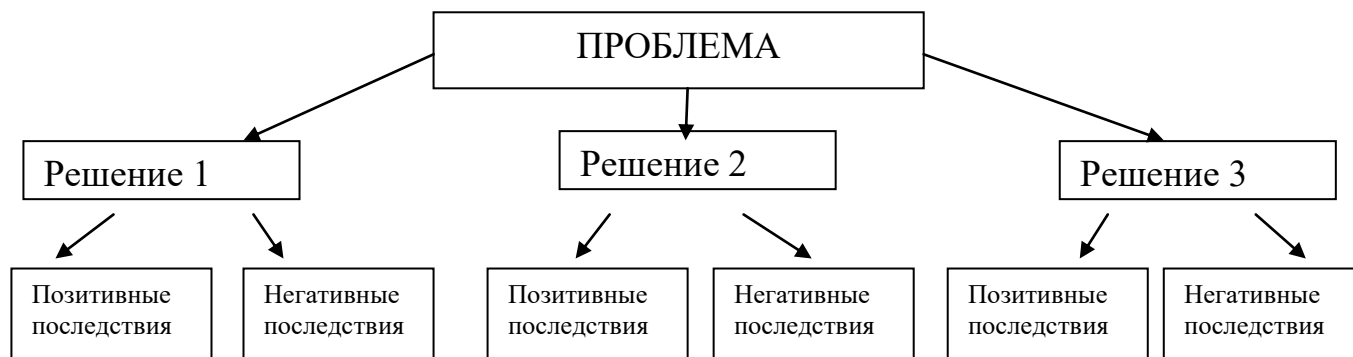 ПРОБЛЕМА
Решение 1
Решение 2
Решение 3
Позитивные
последствия
Негативные
последствия
Позитивные
последствия
Негативные
последствия
Позитивные
последствия
Негативные
последствия